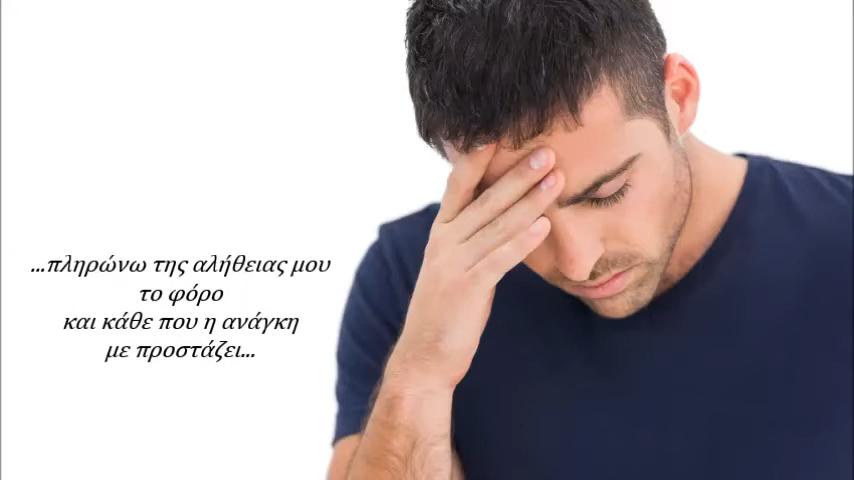 ...πληρώνω της αλήθειας μου
το φόρο
και κάθε που η ανάγκη
με προστάζει...